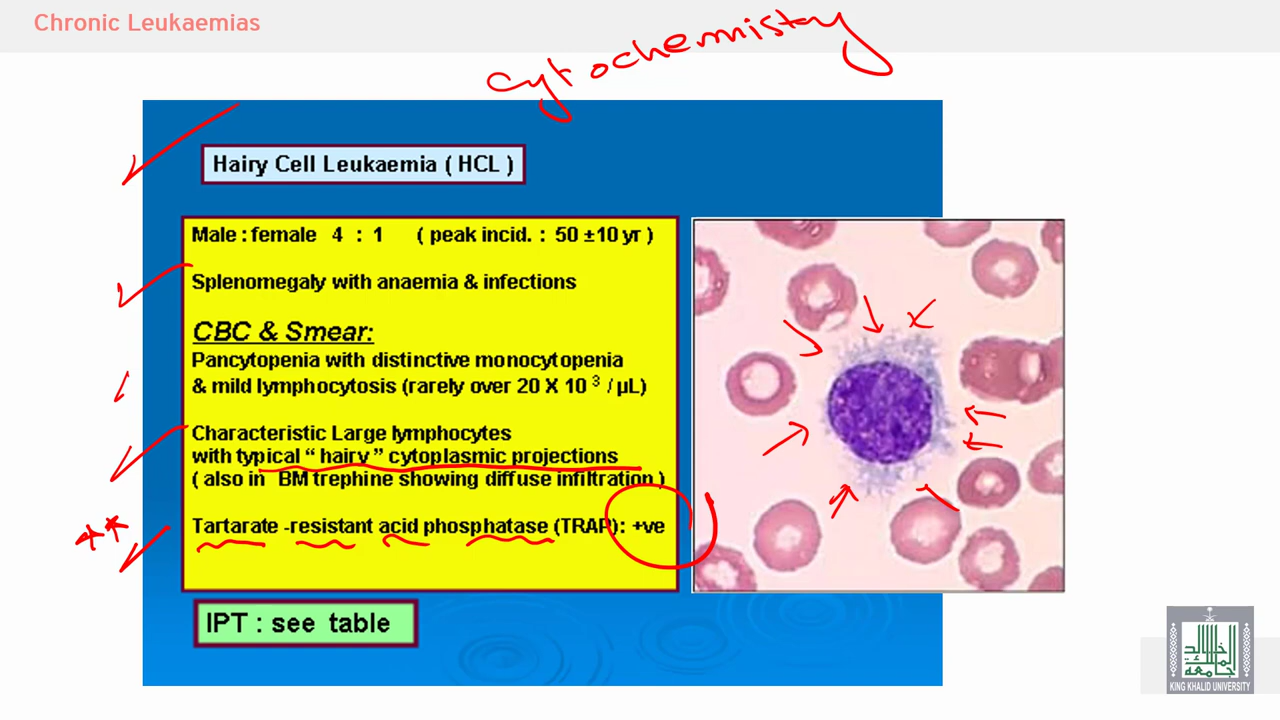 Chronic Leukaemias
cytochemistry
Hairy Cell Leukaemia ( HCL )
Male : female 4 : 1 ( peak incid. : 50 ±10 yr )
Splenomegaly with anaemia & infections
CBC & Smear:
Pancytopenia with distinctive monocytopenia
& mild lymphocytosis (rarely over 20 X 10 ³ / µL)
Characteristic Large lymphocytes
with typical “ hairy ” cytoplasmic projections
( also in BM trephine showing diffuse infiltration )
Tartarate -resistant acid phosphatase (TRAP): +ve
IPT : see table
جامعة الملك خالد
KING KHALID UNIVERSITY